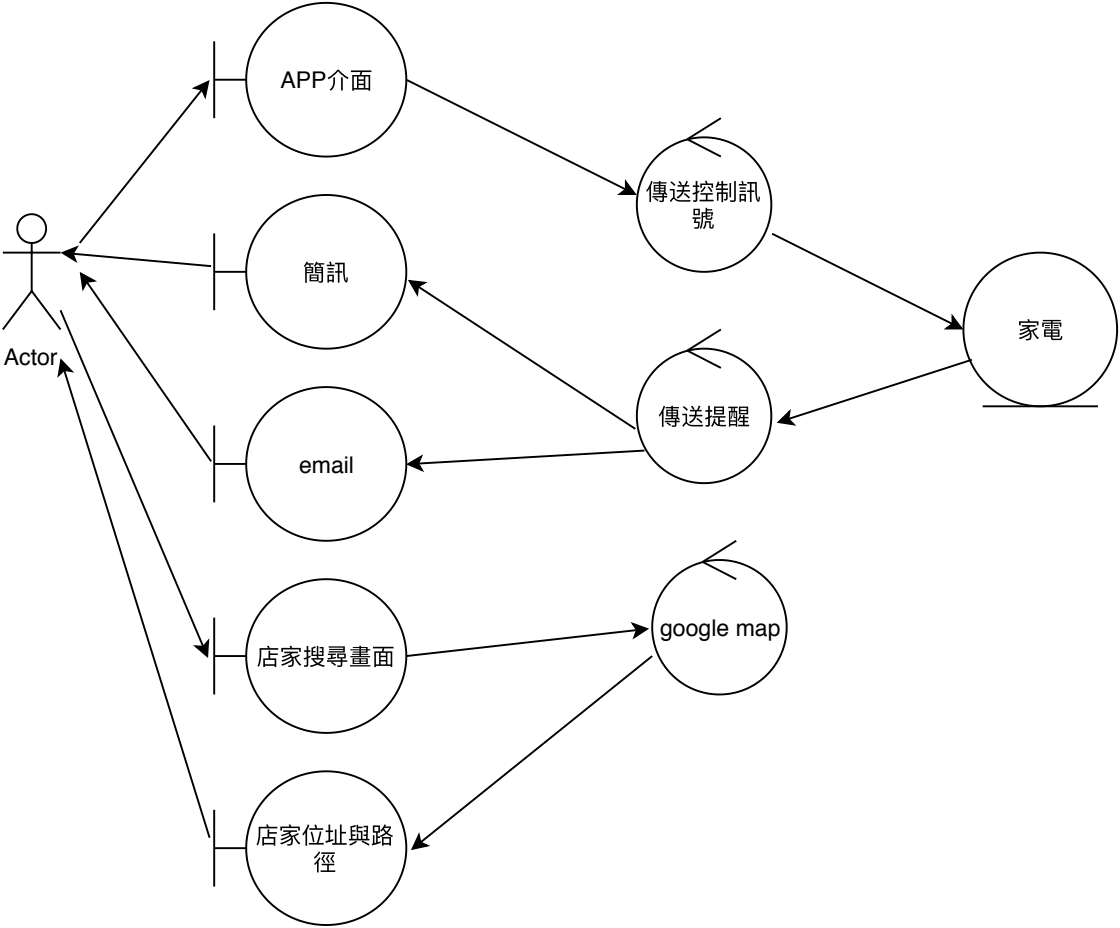 APP介面
傳送控制訊
號
簡訊
家電
Actor
傳送提醒
email
google map
店家搜尋畫面
店家位址與路
徑